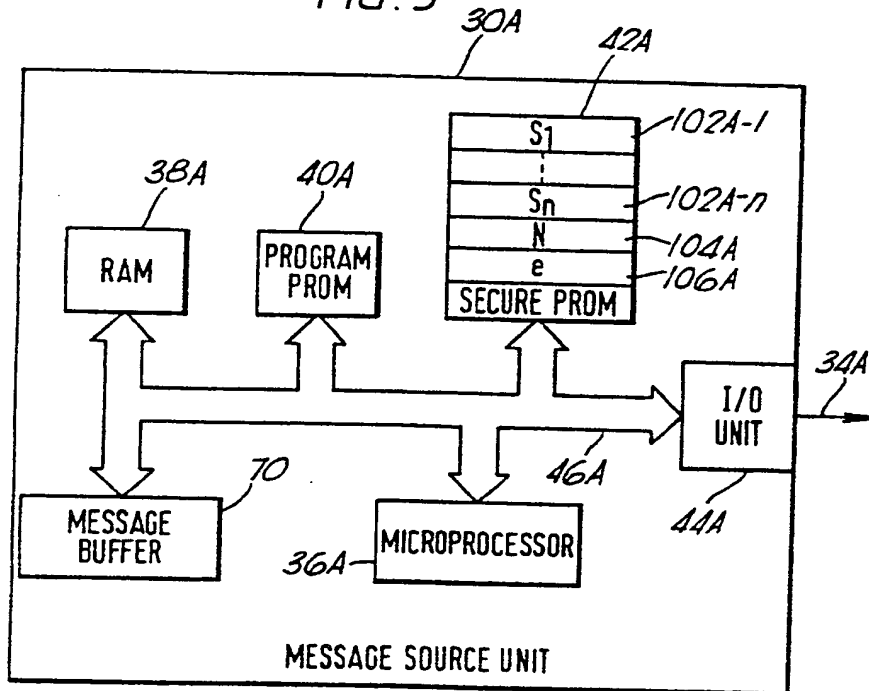 30A
42A
S1
102A-1
38A
40A
Sn
102A-n
N
104A
RAM
PROGRAM
PROM
e
106A
SECURE PROM
34A
I/O
UNIT
46A
44A
70
MESSAGE
BUFFER
MICROPROCESSOR
36A
MESSAGE SOURCE UNIT